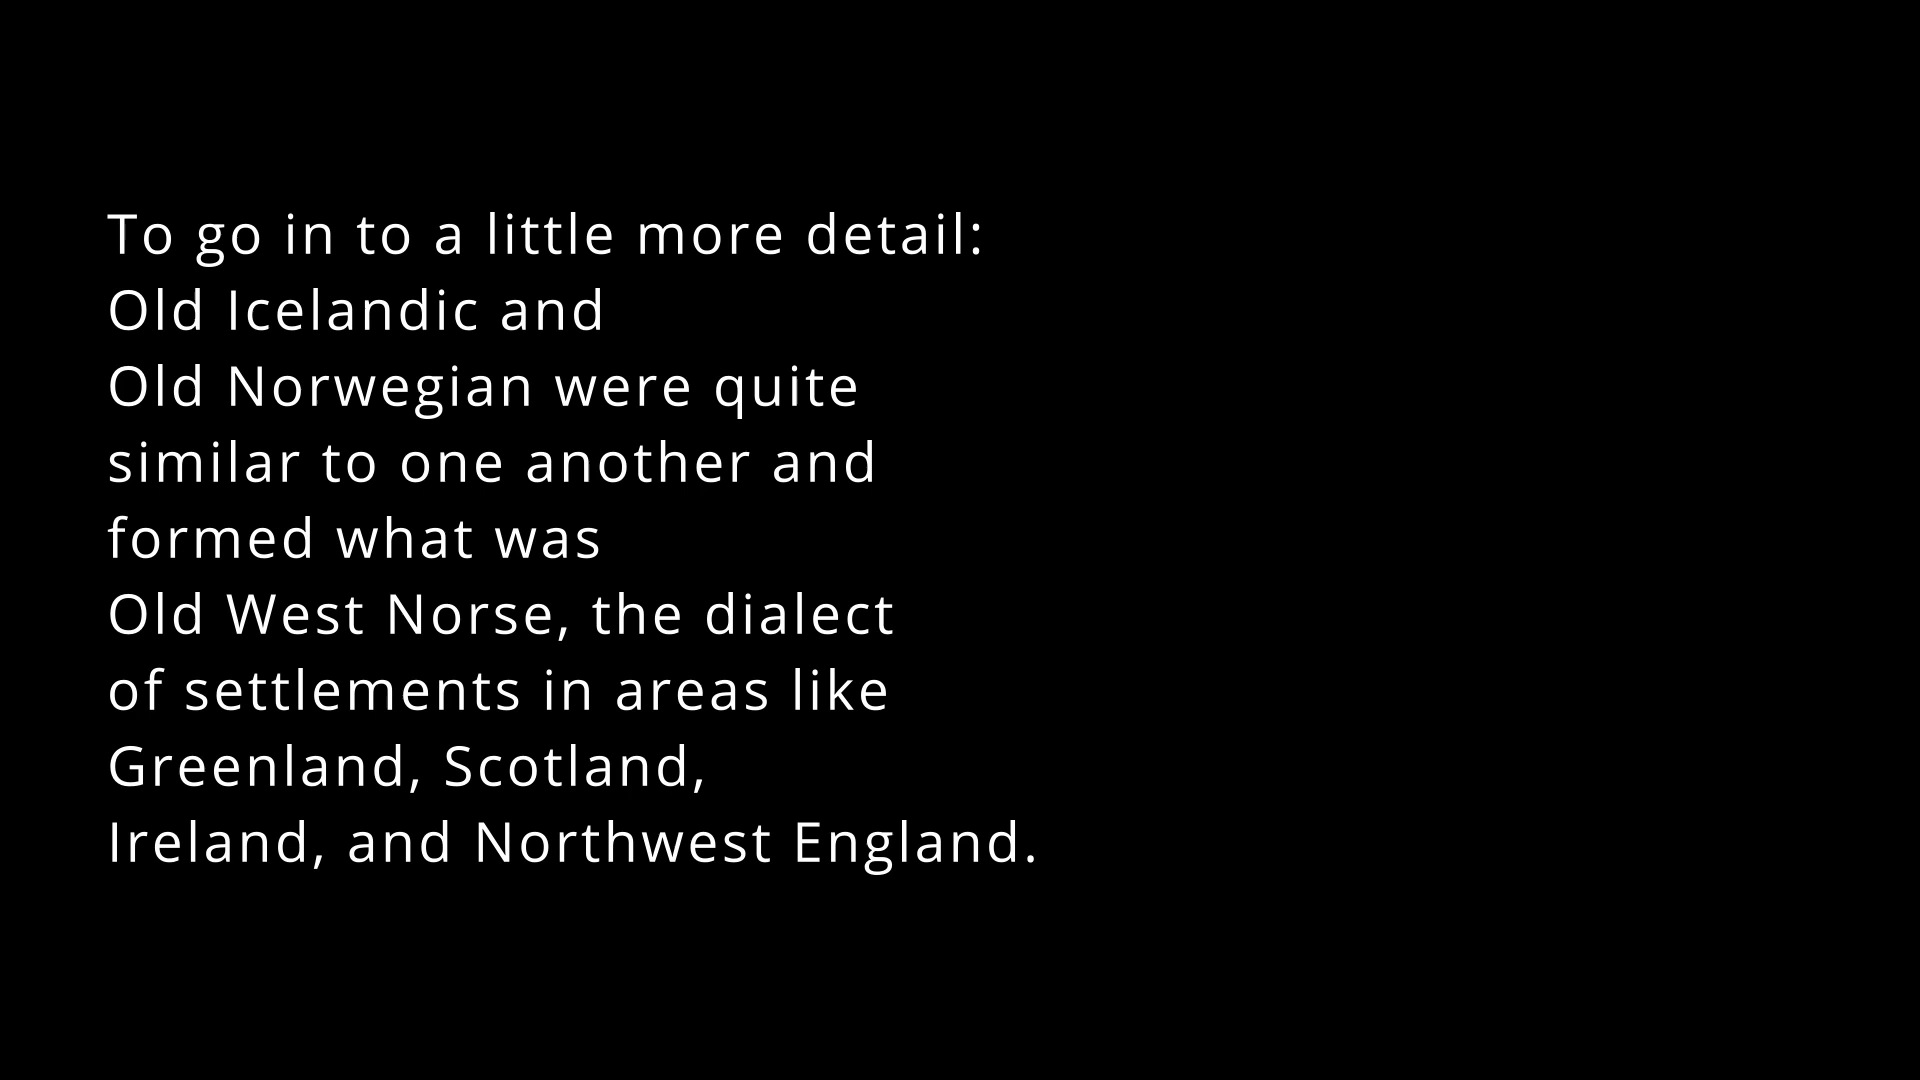 To go in to a little more detail:
Old Icelandic and
Old Norwegian were quite
similar to one another and
formed what was
Old West Norse, the dialect
of settlements in areas like
Greenland, Scotland,
Ireland, and Northwest England.